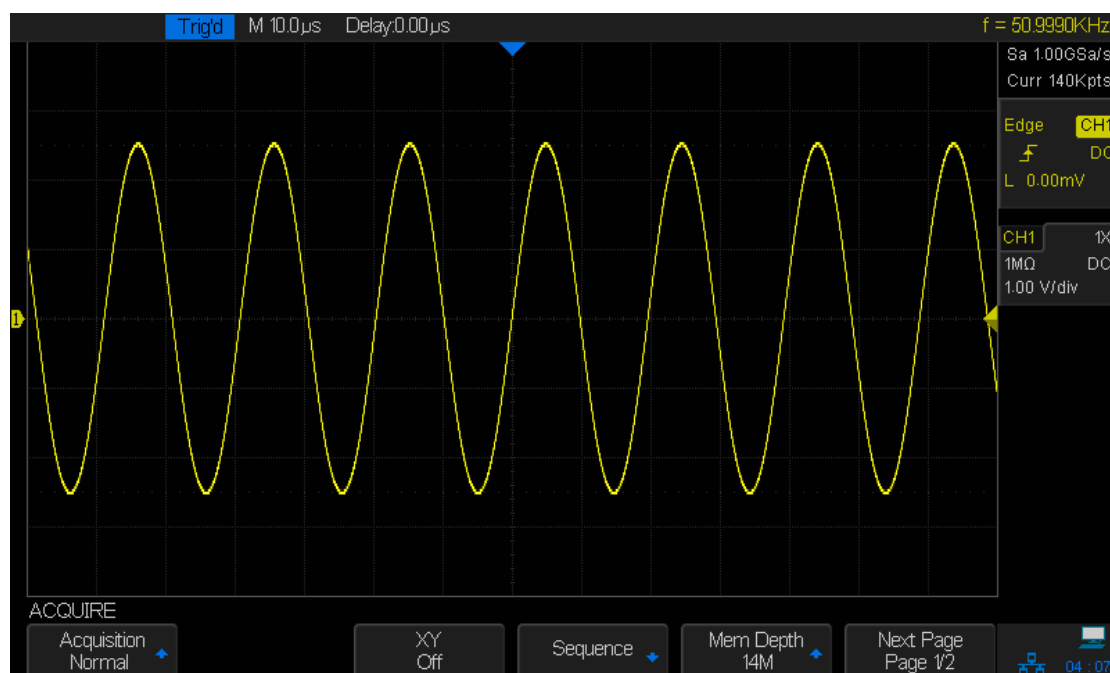 Trig'd M 10.0µs Delay:0.00µs f = 50.9990KHz
Sa 1.00GSa/s
Curr 140Kpts
Edge CH1
DC
L 0.00mV
1
CH1 1X
1MΩ DC
1.00 V/div
ACQUIRE
Acquisition
Normal
XY
Off
Sequence
Mem Depth
14M
Next Page
Page 1/2
04 : 07